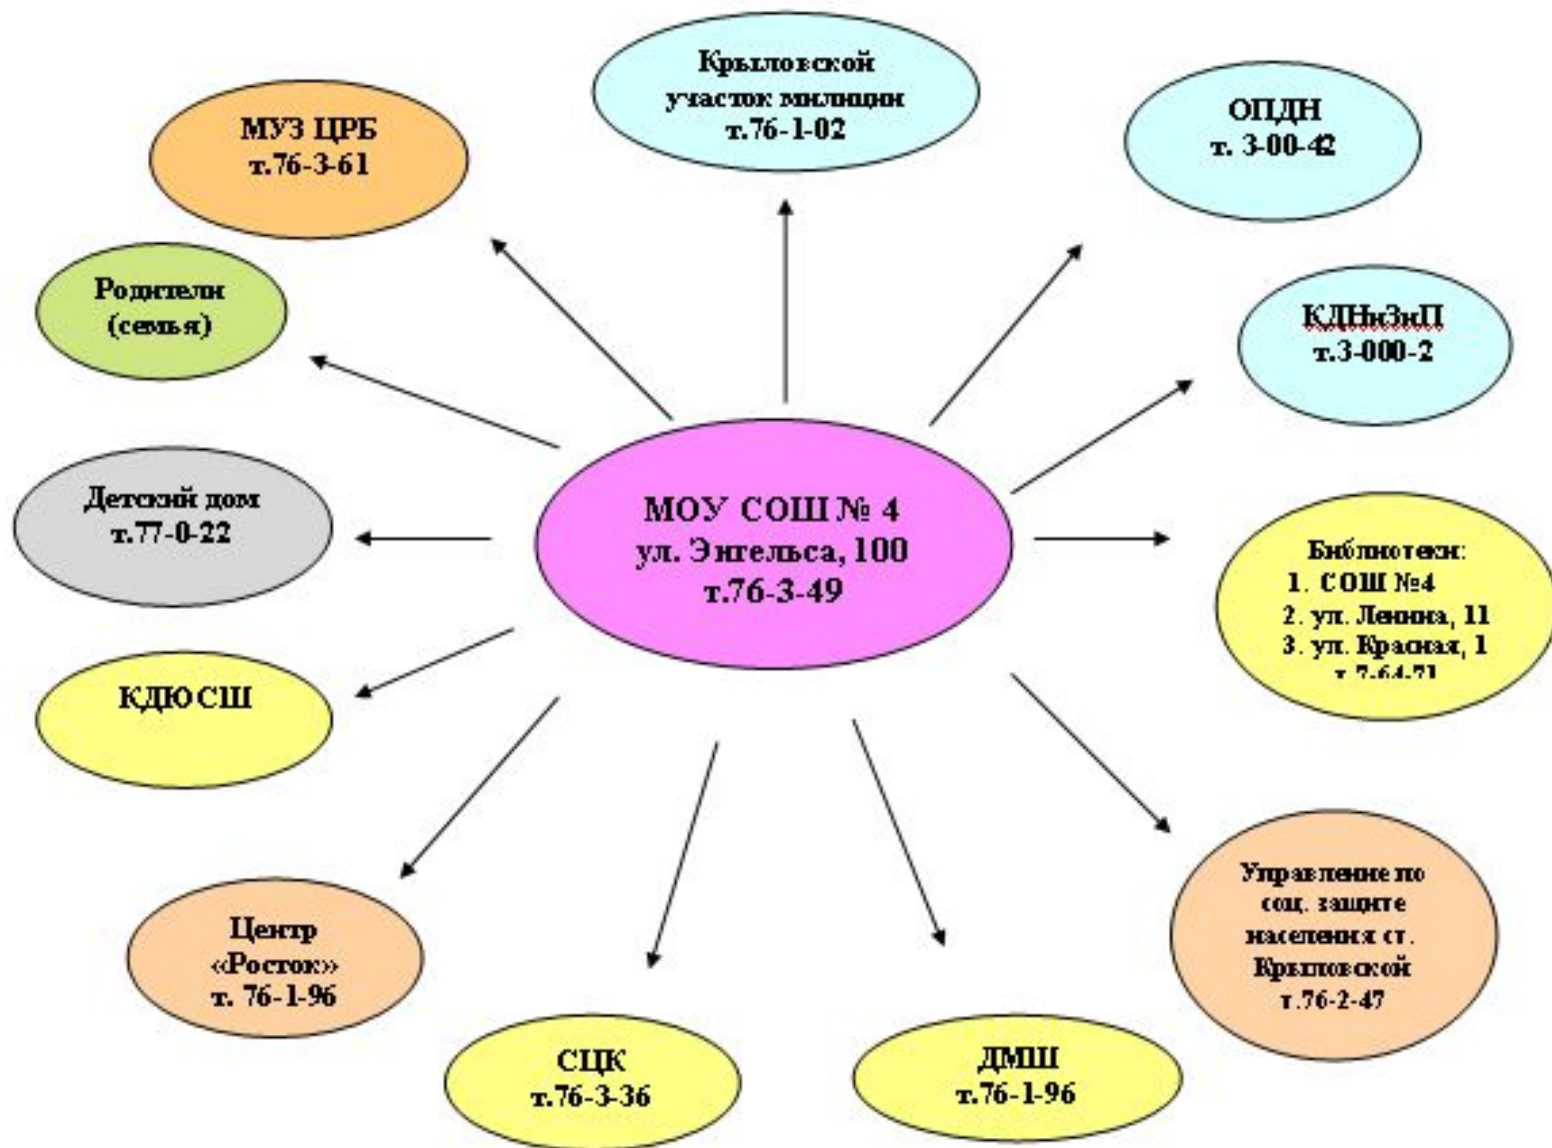 Крыловской
участок милиции
т.76-1-02
МУЗ ЦРБ
т.76-3-61
ОПДН
т. 3-00-42
Родители
(семья)
КДНиЗиП
т.3-000-2
Детский дом
т.77-0-22
МОУ СОШ № 4
ул. Энгельса, 100
т.76-3-49
Библиотеки:
1. СОШ №4
2. ул. Ленина, 11
3. ул. Красная, 1
т.7-64-71
КДЮСШ
Центр
«Росток»
т. 76-1-96
Управление по
соц. защите
населения ст.
Крыловской
т.76-2-47
СЦК
т.76-3-36
ДМШ
т.76-1-96